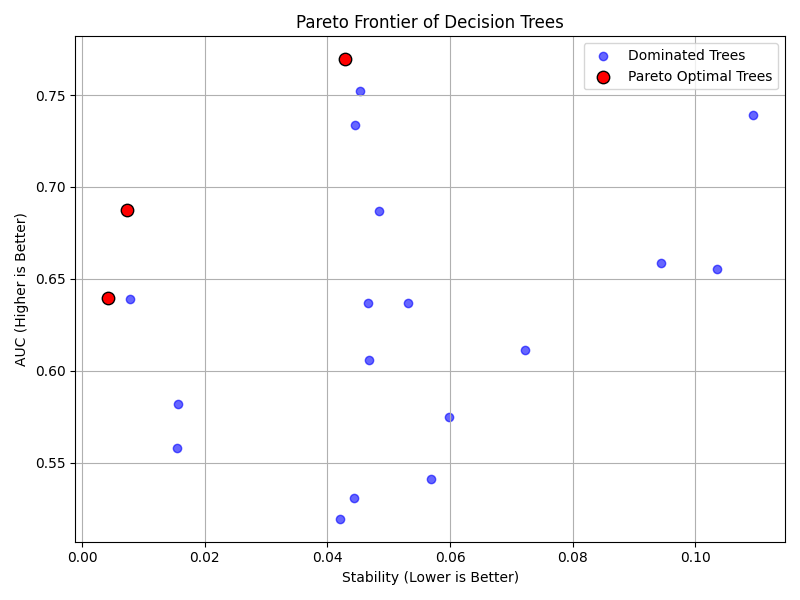 Pareto Frontier of Decision Trees
Dominated Trees
Pareto Optimal Trees
AUC (Higher is Better)
0.75
0.70
0.65
0.60
0.55
0.00 0.02 0.04 0.06 0.08 0.10
Stability (Lower is Better)